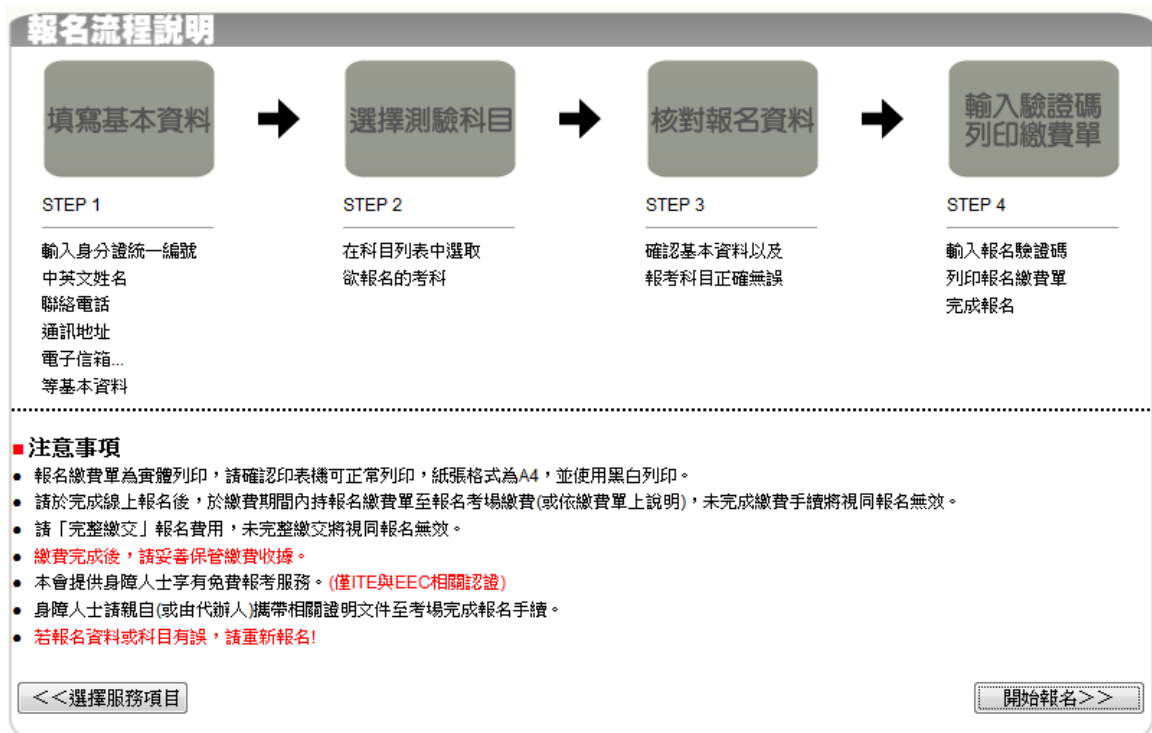 報名流程說明
填寫基本資料
選擇測驗科目
核對報名資料
輸入驗證碼
列印繳費單
STEP 1
輸入身分證統一編號
中英文姓名
聯絡電話
通訊地址
電子信箱...
等基本資料
STEP 2
在科目列表中選取
欲報名的考科
STEP 3
確認基本資料以及
報考科目正確無誤
STEP 4
輸入報名驗證碼
列印報名繳費單
完成報名
注意事項
報名繳費單為實體列印，請確認印表機可正常列印，紙張格式為A4，並使用黑白列印。
請於完成線上報名後，於繳費期間內持報名繳費單至報名考場繳費(或依繳費單上說明)，未完成繳費手續將視同報名無效。
請「完整繳交」報名費用，未完整繳交將視同報名無效。
繳費完成後，請妥善保管繳費收據。
本會提供身障人士享有免費報考服務。(僅ITE與EEC相關認證)
身障人士請親自(或由代辦人)攜帶相關證明文件至考場完成報名手續。
若報名資料或科目有誤，請重新報名!
<<選擇服務項目
開始報名>>